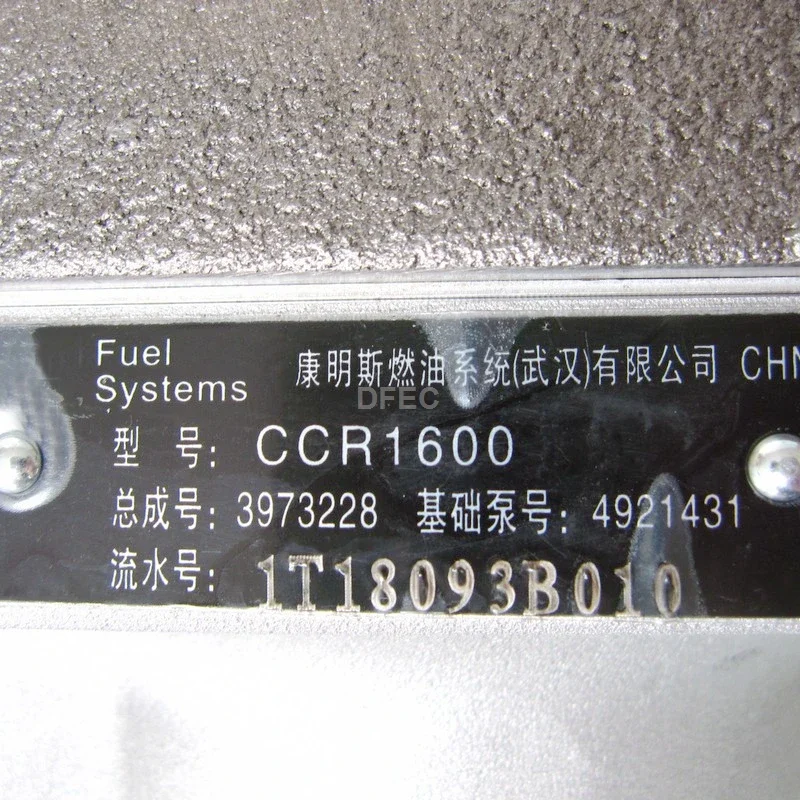 Fuel
Systems
康明斯燃油系统(武汉)有限公司 CHN
DFEC
型 号: CCR1600
总成号: 3973228 基础泵号: 4921431
流水号: 1T18093B010